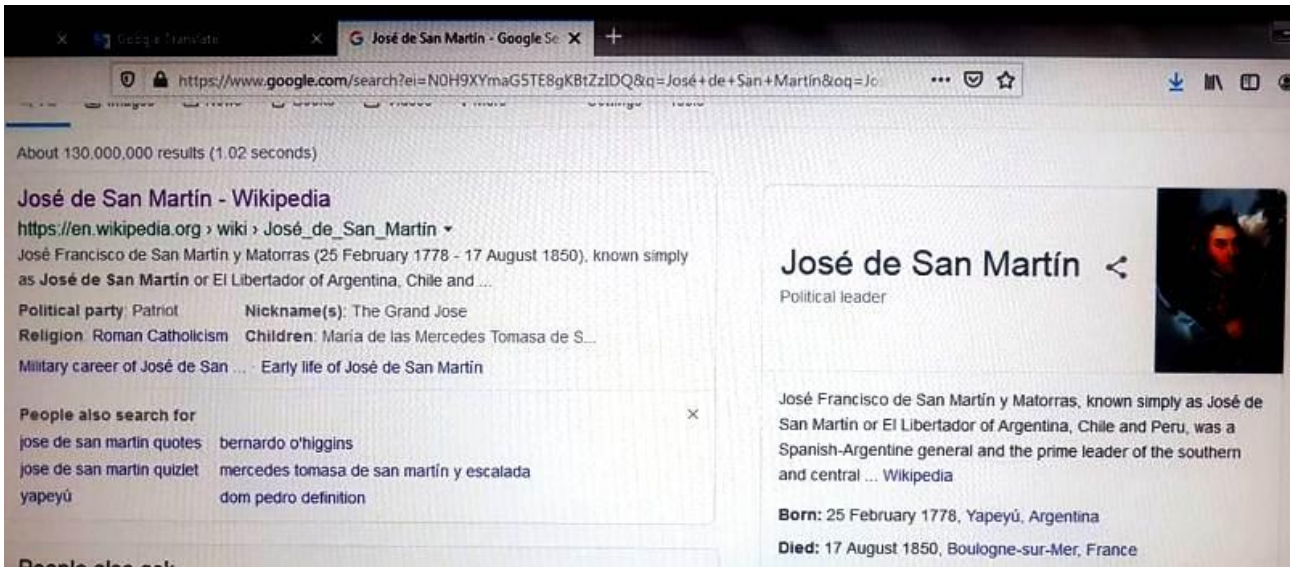 Google Translate
José de San Martín - Google Se
https://www.google.com/search?ei=N0H9XYmaG5TE8gKBtZzIDQ&q=José+de+San+Martín&oq=Jo
About 130,000,000 results (1.02 seconds)
José de San Martín - Wikipedia
https://en.wikipedia.org › wiki › José_de_San_Martín
José Francisco de San Martín y Matorras (25 February 1778 - 17 August 1850), known simply
as José de San Martín or El Libertador of Argentina, Chile and ...
Political party: Patriot Nickname(s): The Grand Jose
Religion: Roman Catholicism Children: María de las Mercedes Tomasa de S...
Military career of José de San ... · Early life of José de San Martín
People also search for
jose de san martin quotes bernardo o'higgins
jose de san martin quizlet mercedes tomasa de san martín y escalada
yapeyú dom pedro definition
José de San Martín
Political leader
José Francisco de San Martín y Matorras, known simply as José de
San Martín or El Libertador of Argentina, Chile and Peru, was a
Spanish-Argentine general and the prime leader of the southern
and central ... Wikipedia
Born: 25 February 1778, Yapeyú, Argentina
Died: 17 August 1850, Boulogne-sur-Mer, France